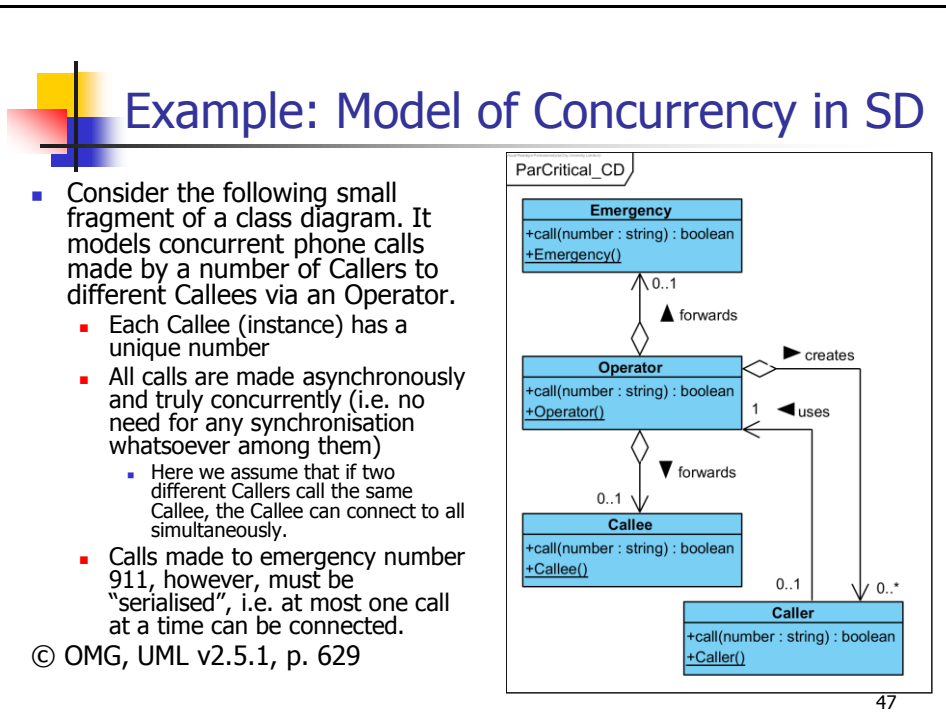 Example: Model of Concurrency in SD
Consider the following small
fragment of a class diagram. It
models concurrent phone calls
made by a number of Callers to
different Callees via an Operator.
Each Callee (instance) has a
unique number
All calls are made asynchronously
and truly concurrently (i.e. no
need for any synchronisation
whatsoever among them)
Here we assume that if two
different Callers call the same
Callee, the Callee can connect to all
simultaneously.
Calls made to emergency number
911, however, must be
“serialised”, i.e. at most one call
at a time can be connected.
© OMG, UML v2.5.1, p. 629
ParCritical_CD
Emergency
+call(number : string) : boolean
+Emergency()
0..1
forwards
Operator
+call(number : string) : boolean
+Operator()
creates
1
uses
forwards
0..1
Callee
+call(number : string) : boolean
+Callee()
0..1
0..*
Caller
+call(number : string) : boolean
+Caller()
47